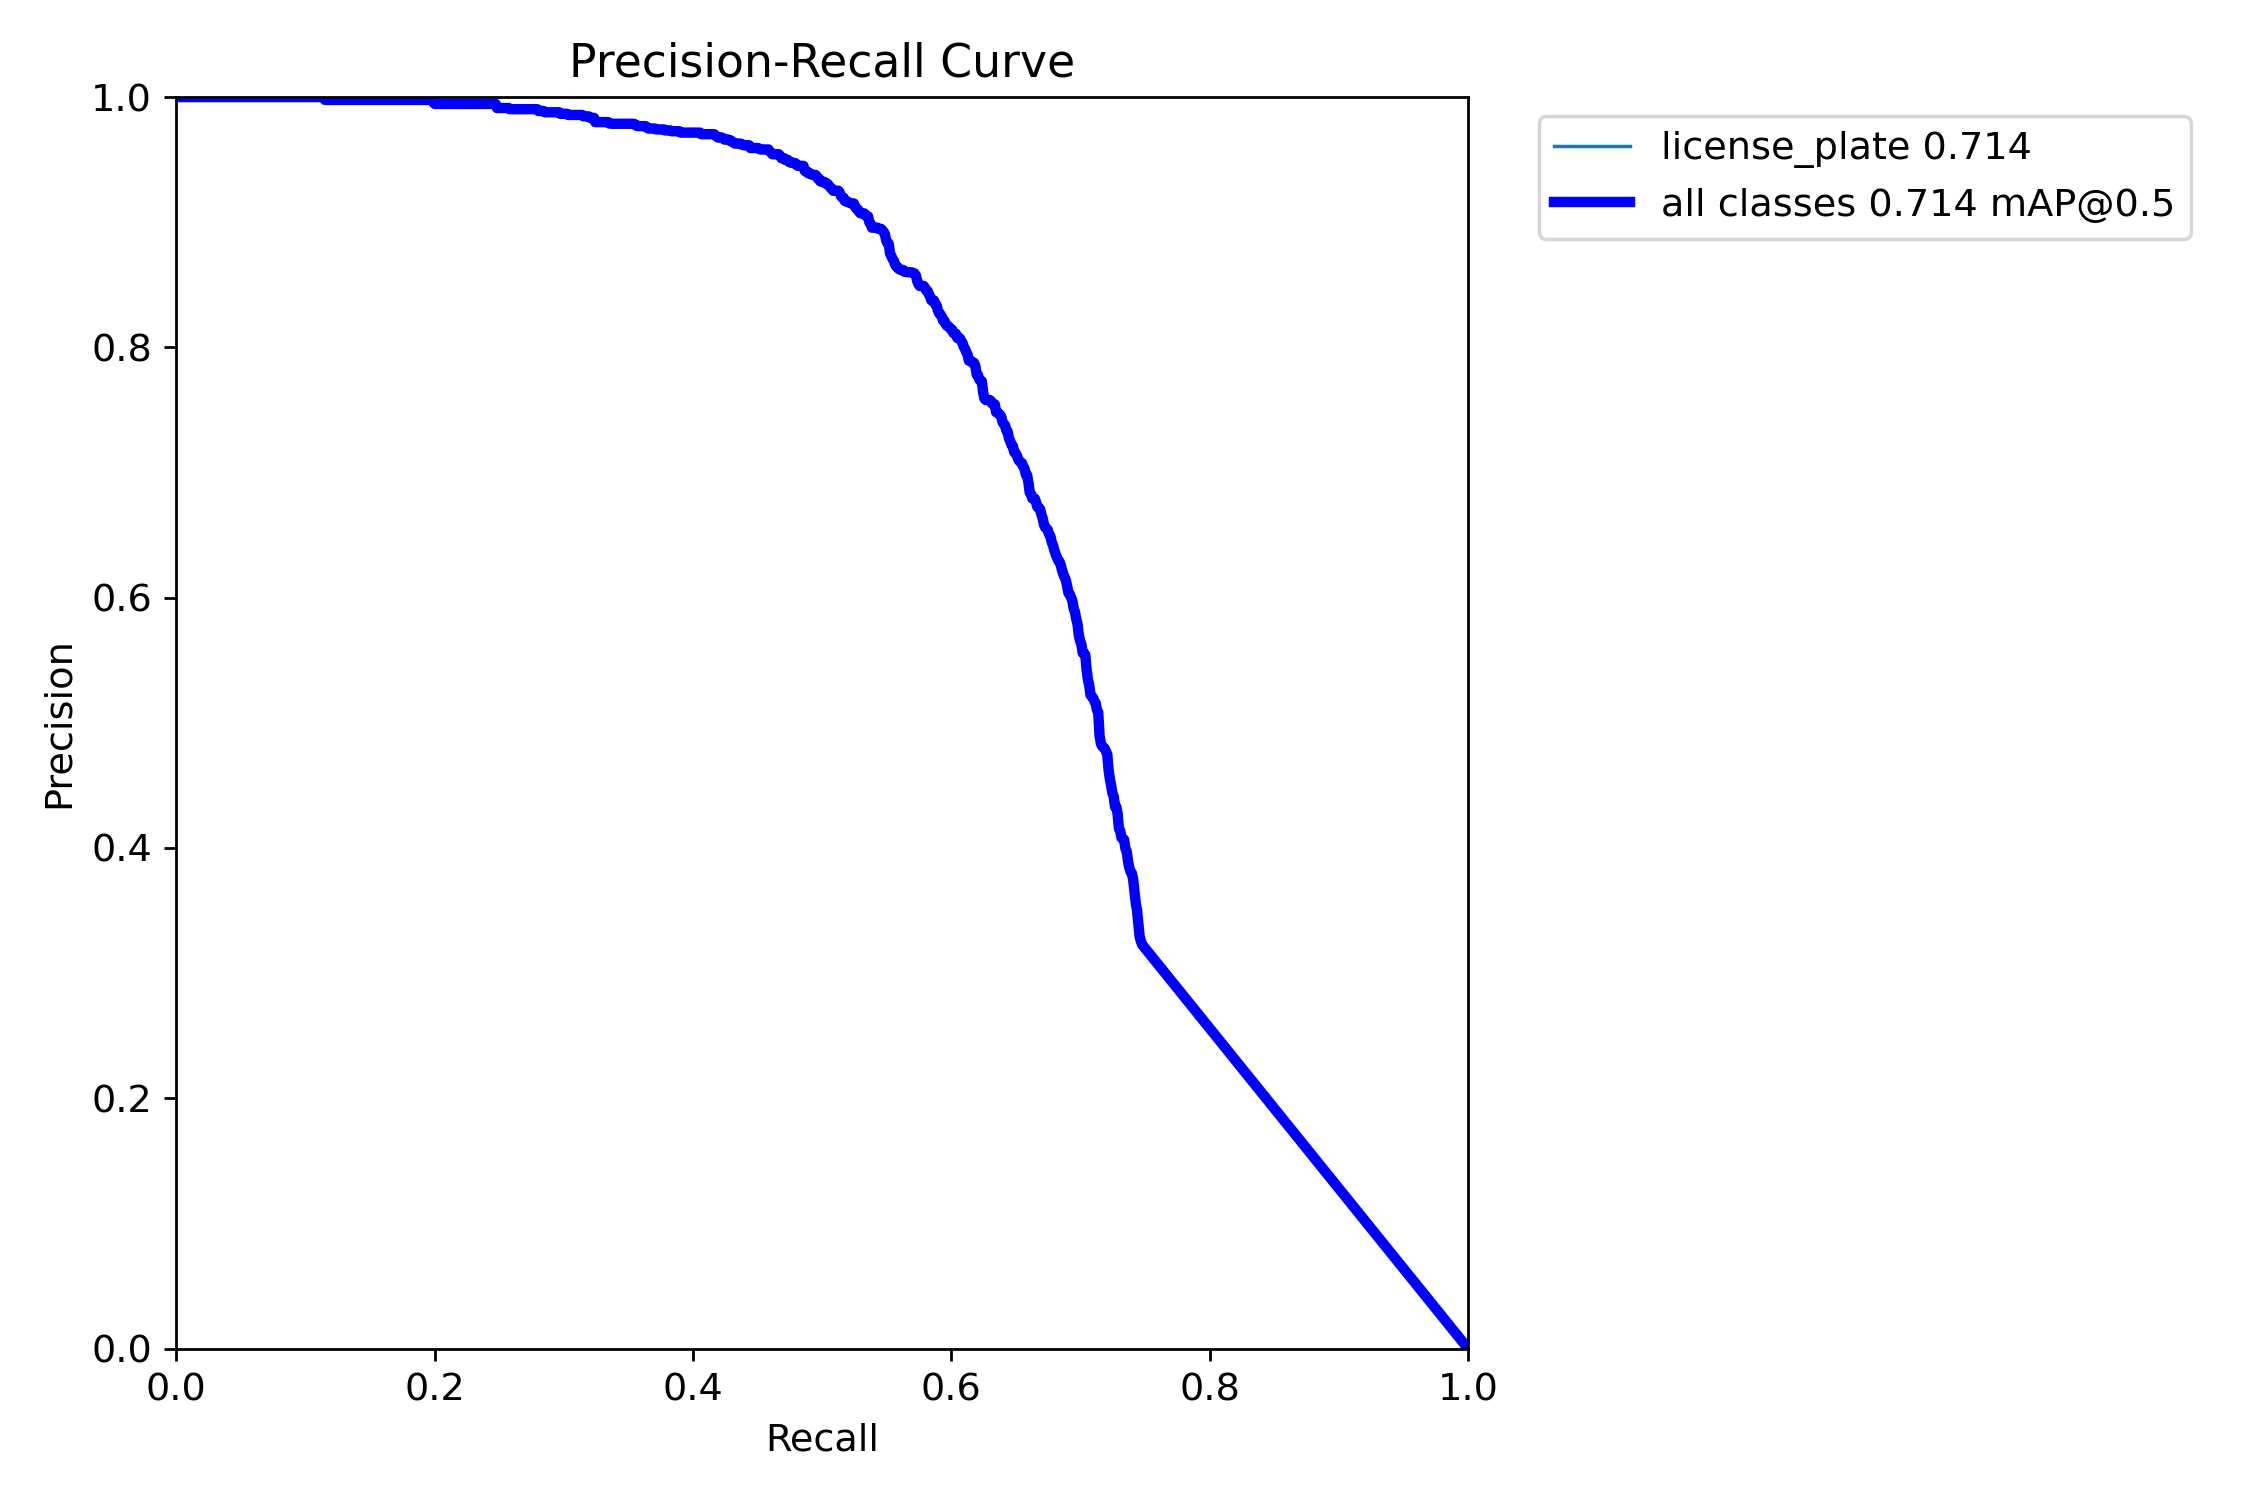 Precision-Recall Curve
license_plate 0.714
all classes 0.714 mAP@0.5
1.0
0.8
0.6
0.4
0.2
0.0
Precision
0.0 0.2 0.4 0.6 0.8 1.0
Recall